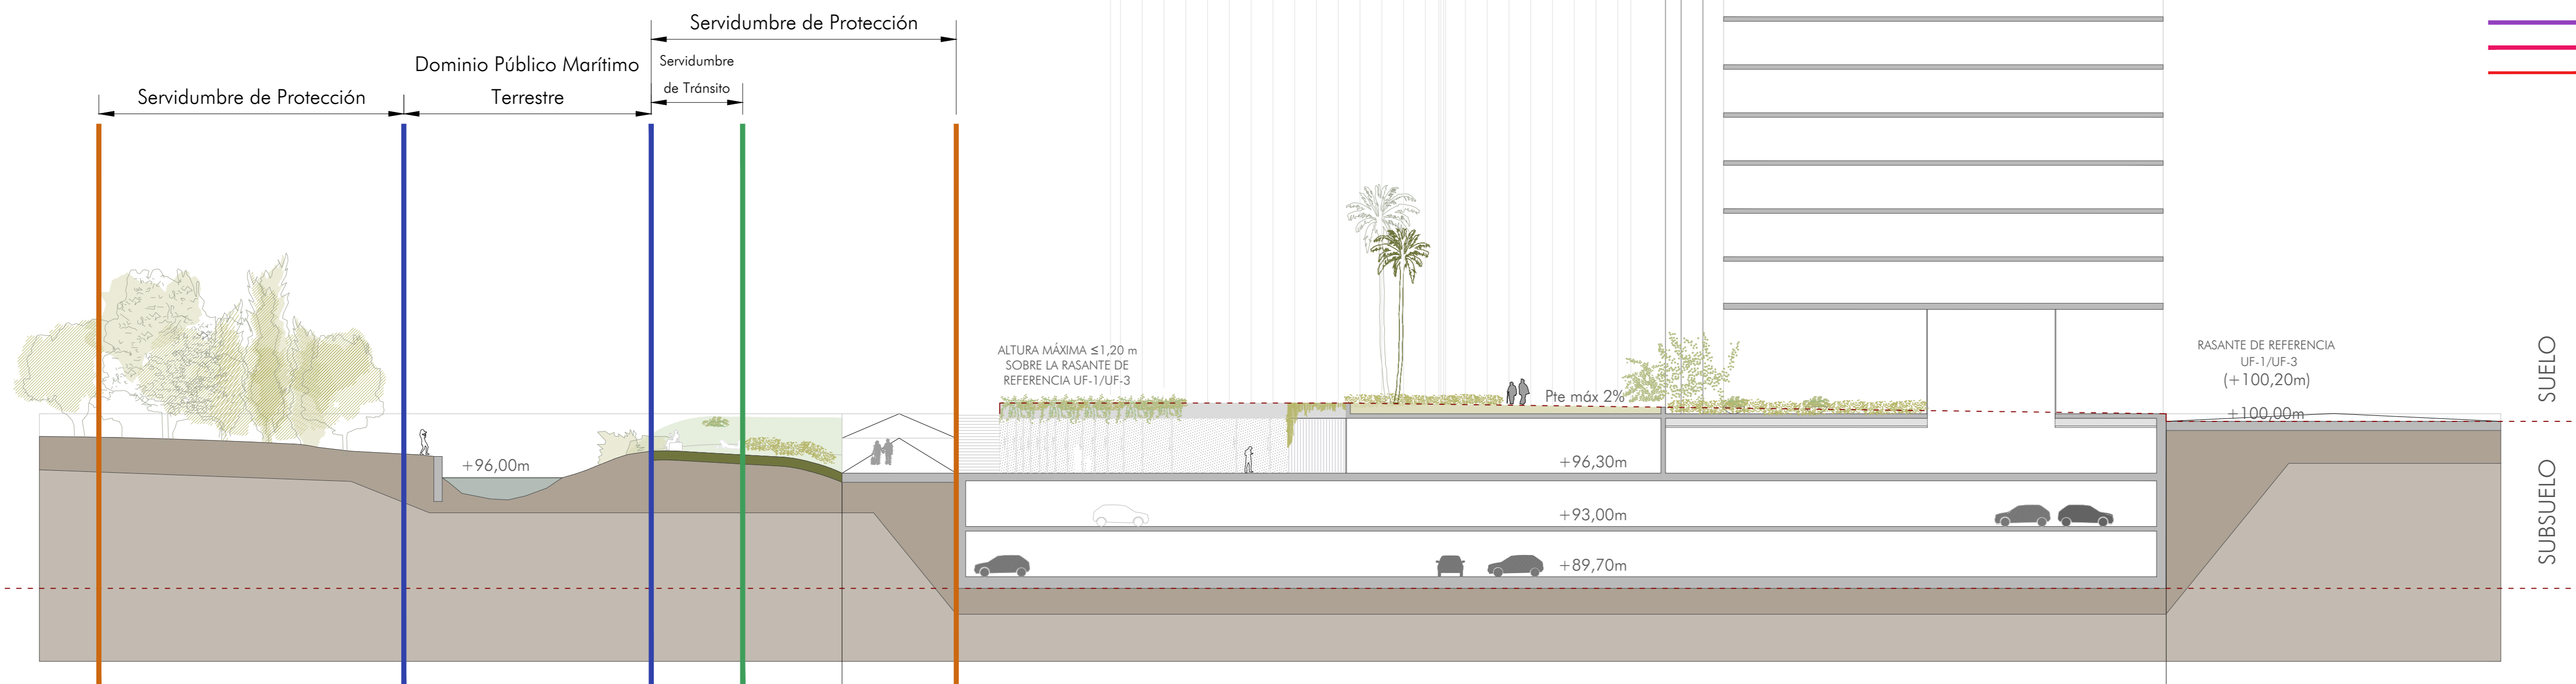 Servidumbre de Protección
Dominio Público Marítimo
Terrestre
Servidumbre
de Tránsito
Servidumbre de Protección
ALTURA MÁXIMA ≤1,20 m
SOBRE LA RASANTE DE
REFERENCIA UF-1/UF-3
Pte máx 2%
RASANTE DE REFERENCIA
UF-1/UF-3
(+100,20m)
+100,00m
SUELO
+96,00m
+96,30m
+93,00m
+89,70m
SUBSUELO